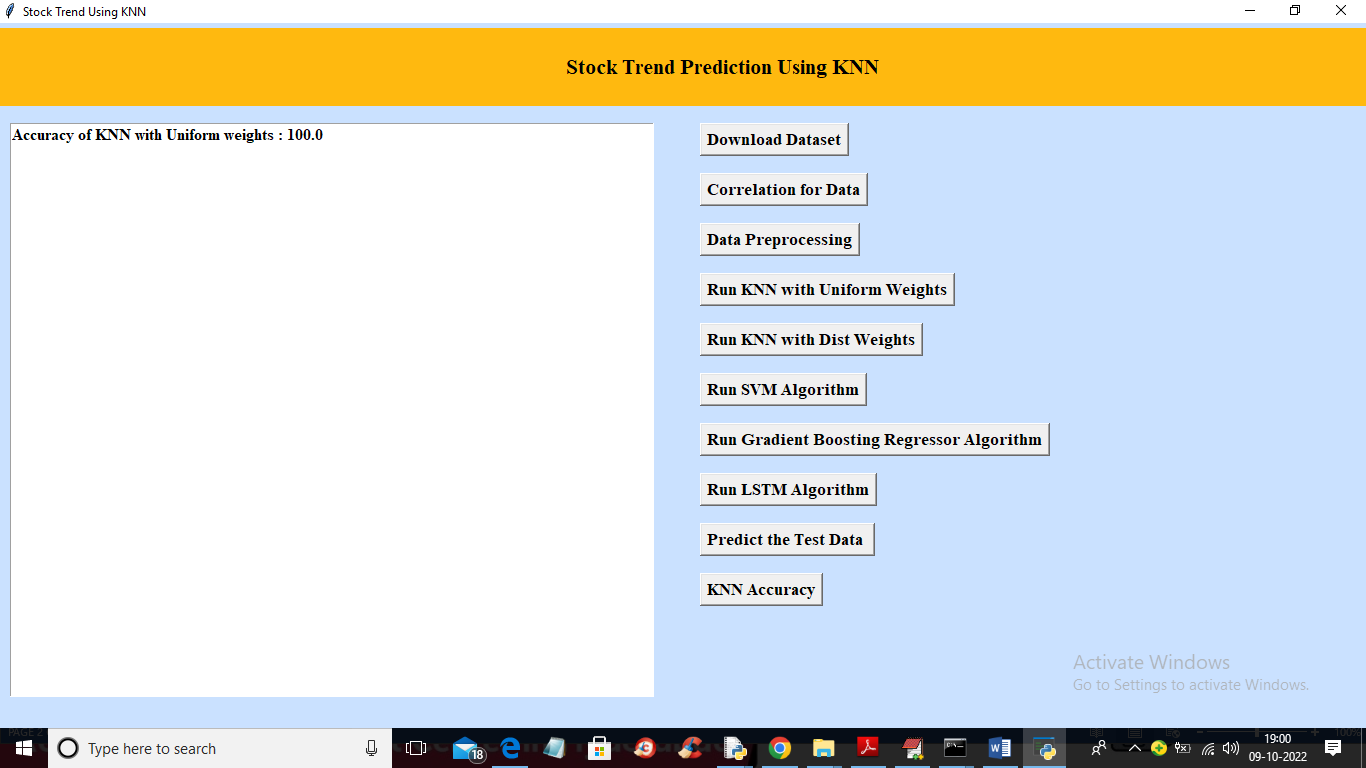 Stock Trend Using KNN
Stock Trend Prediction Using KNN
Accuracy of KNN with Uniform weights : 100.0
Download Dataset
Correlation for Data
Data Preprocessing
Run KNN with Uniform Weights
Run KNN with Dist Weights
Run SVM Algorithm
Run Gradient Boosting Regressor Algorithm
Run LSTM Algorithm
Predict the Test Data
KNN Accuracy
Activate Windows
Go to Settings to activate Windows.
PAGE 2
100%
Type here to search
18
19:00
09-10-2022